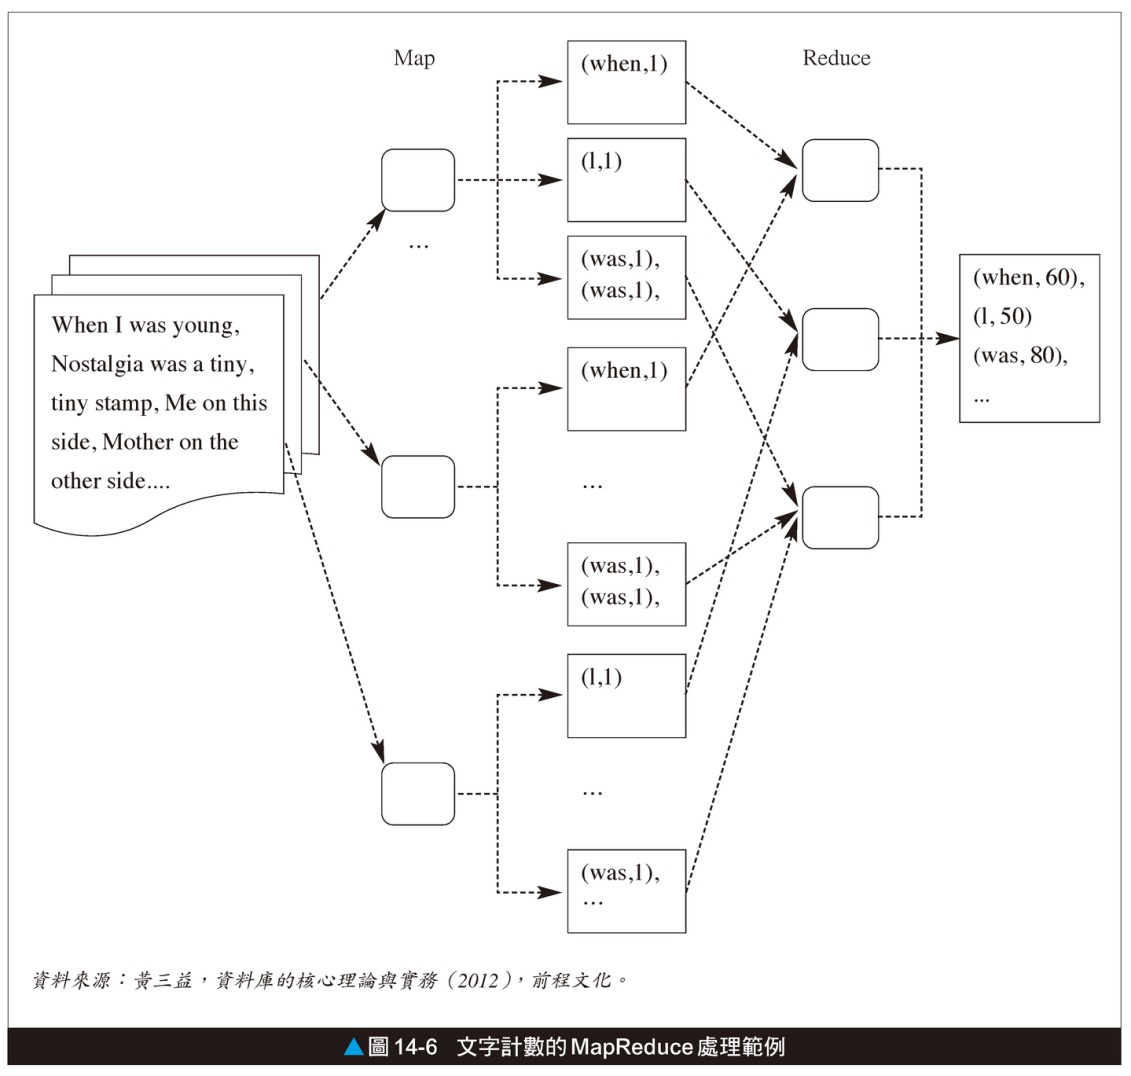 Map
Reduce
(when,1)
(l,1)
...
(was,1),
(was,1),
When I was young,
Nostalgia was a tiny,
tiny stamp, Me on this
side, Mother on the
other side....
(when, 60),
(l, 50)
(was, 80),
...
(when,1)
...
(was,1),
(was,1),
(l,1)
...
(was,1),
...
資料來源：黃三益，資料庫的核心理論與實務（2012），前程文化。
▲圖 14-6 文字計數的MapReduce處理範例